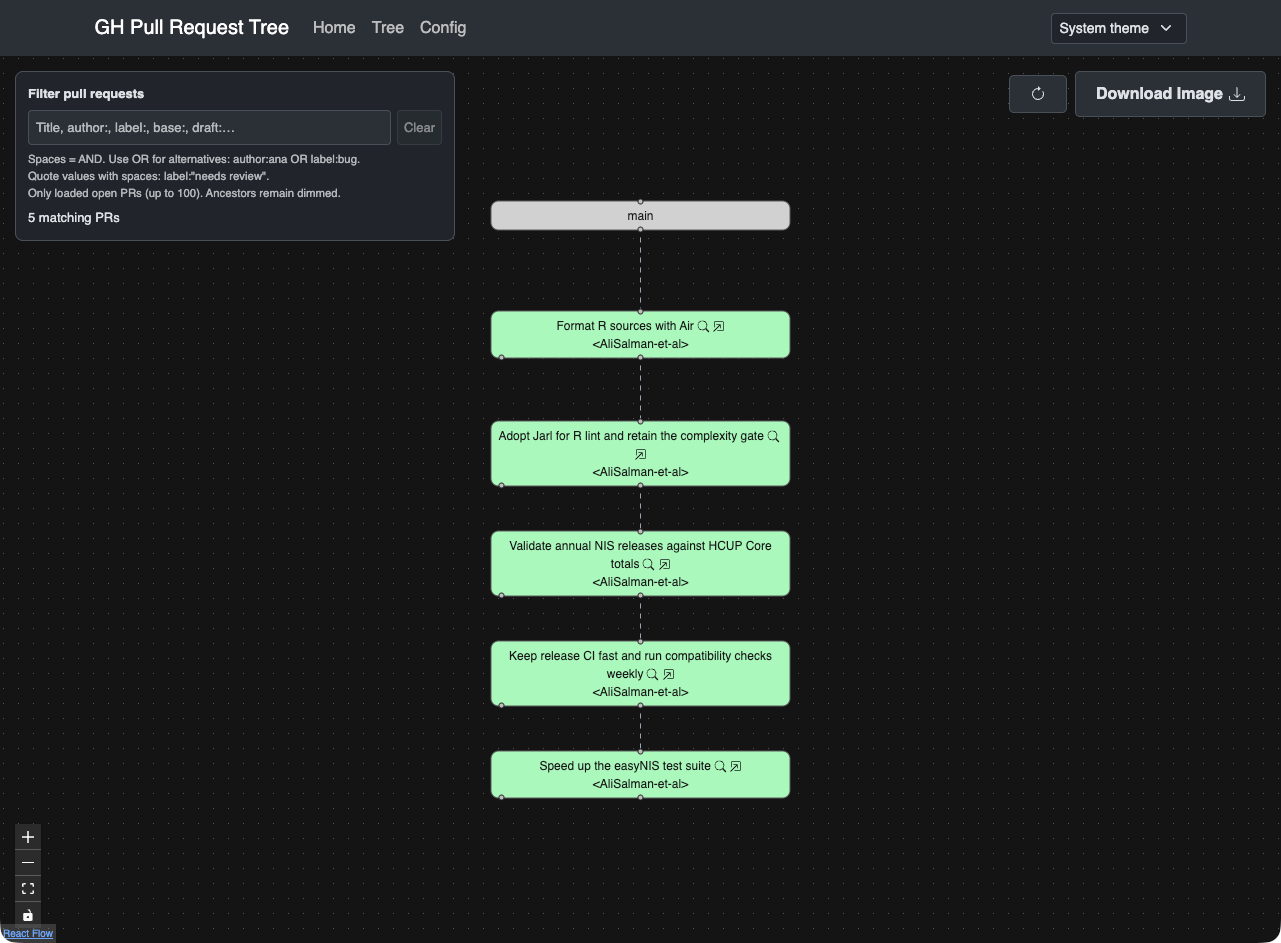 GH Pull Request Tree
Home
Tree
Config
System theme
Filter pull requests
Title, author:, label:, base:, draft:...
Clear
Spaces = AND. Use OR for alternatives: author:ana OR label:bug.
Quote values with spaces: label:"needs review".
Only loaded open PRs (up to 100). Ancestors remain dimmed.
5 matching PRs
Download Image
main
Format R sources with Air
<AliSalman-et-al>
Adopt Jarl for R lint and retain the complexity gate
<AliSalman-et-al>
Validate annual NIS releases against HCUP Core
totals
<AliSalman-et-al>
Keep release CI fast and run compatibility checks
weekly
<AliSalman-et-al>
Speed up the easyNIS test suite
<AliSalman-et-al>
React Flow